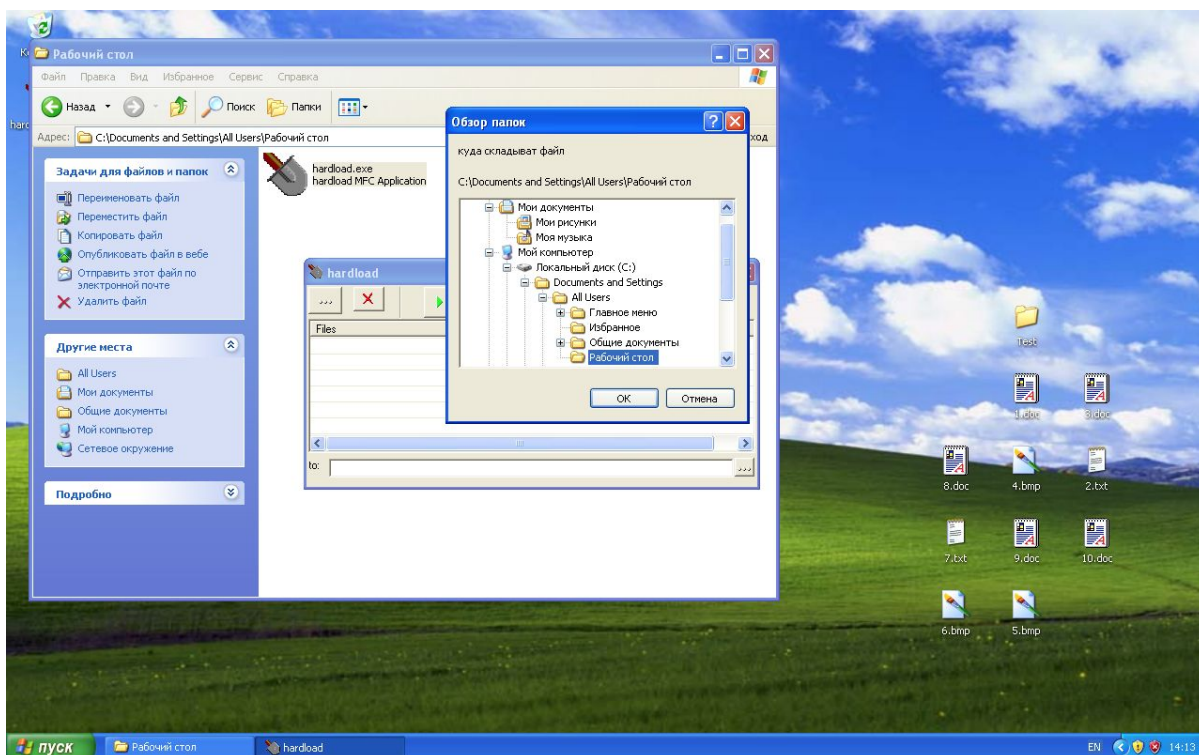 Рабочий стол
Файл Правка Вид Избранное Сервис Справка
Назад Поиск Папки
Адрес: C:\Documents and Settings\All Users\Рабочий стол
Задачи для файлов и папок
Переименовать файл
Переместить файл
Копировать файл
Опубликовать файл в вебе
Отправить этот файл по
электронной почте
Удалить файл
Другие места
All Users
Мои документы
Общие документы
Мой компьютер
Сетевое окружение
Подробно
hardload.exe
hardload MFC Application
hardload
...
Files
to:
...
Обзор папок
куда складыват файл
C:\Documents and Settings\All Users\Рабочий стол
Мои документы
Мои рисунки
Моя музыка
Мой компьютер
Локальный диск (C:)
Documents and Settings
All Users
Главное меню
Избранное
Общие документы
Рабочий стол
OK Отмена
Test
1.doc 3.doc
8.doc 4.bmp 2.txt
7.txt 9.doc 10.doc
6.bmp 5.bmp
пуск Рабочий стол hardload EN 14:13